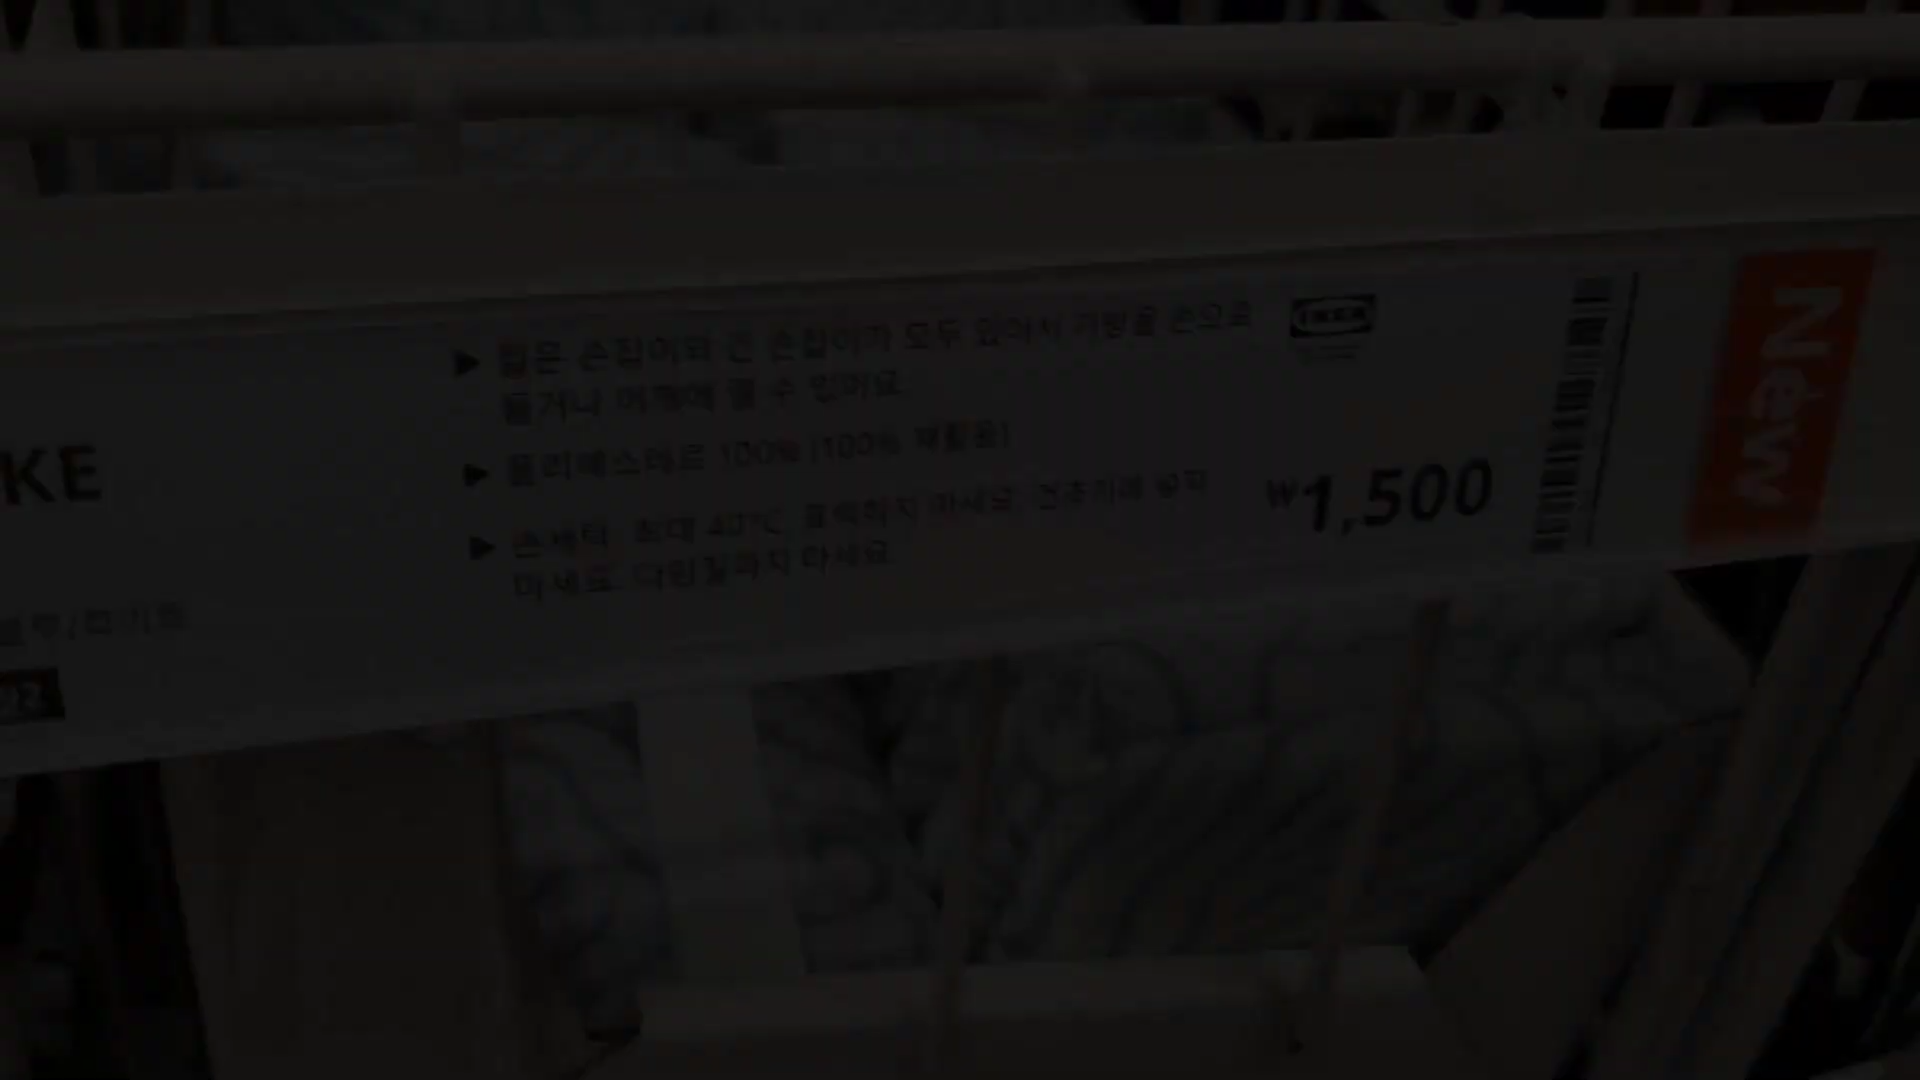 KE
▶ 짧은 손잡이와 긴 손잡이가 모두 있어서 가방을 손으로
들거나 어깨에 멜 수 있어요.
▶ 폴리에스테르 100% (100% 재활용)
▶ 손세탁, 최대 40°C. 표백하지 마세요. 건조기에 넣지
마세요. 다림질하지 마세요.
IKEA
₩1,500
New